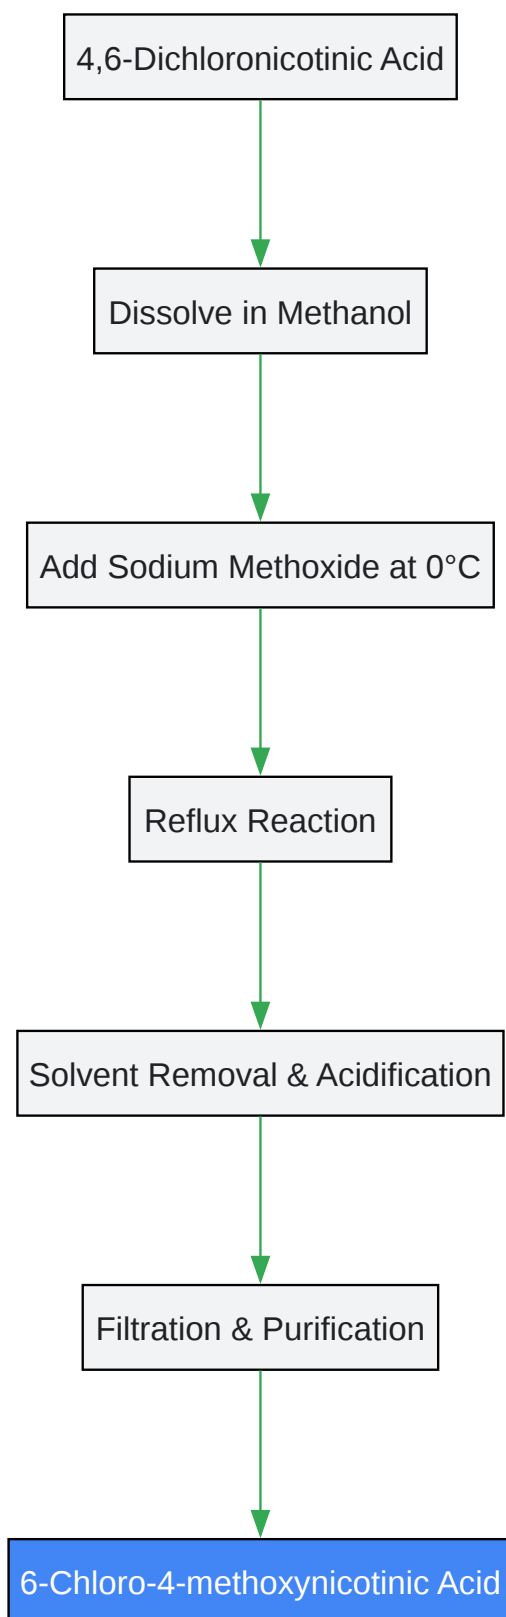 4,6-Dichloronicotinic Acid
Dissolve in Methanol
Add Sodium Methoxide at 0°C
Reflux Reaction
Solvent Removal & Acidification
Filtration & Purification
6-Chloro-4-methoxynicotinic Acid